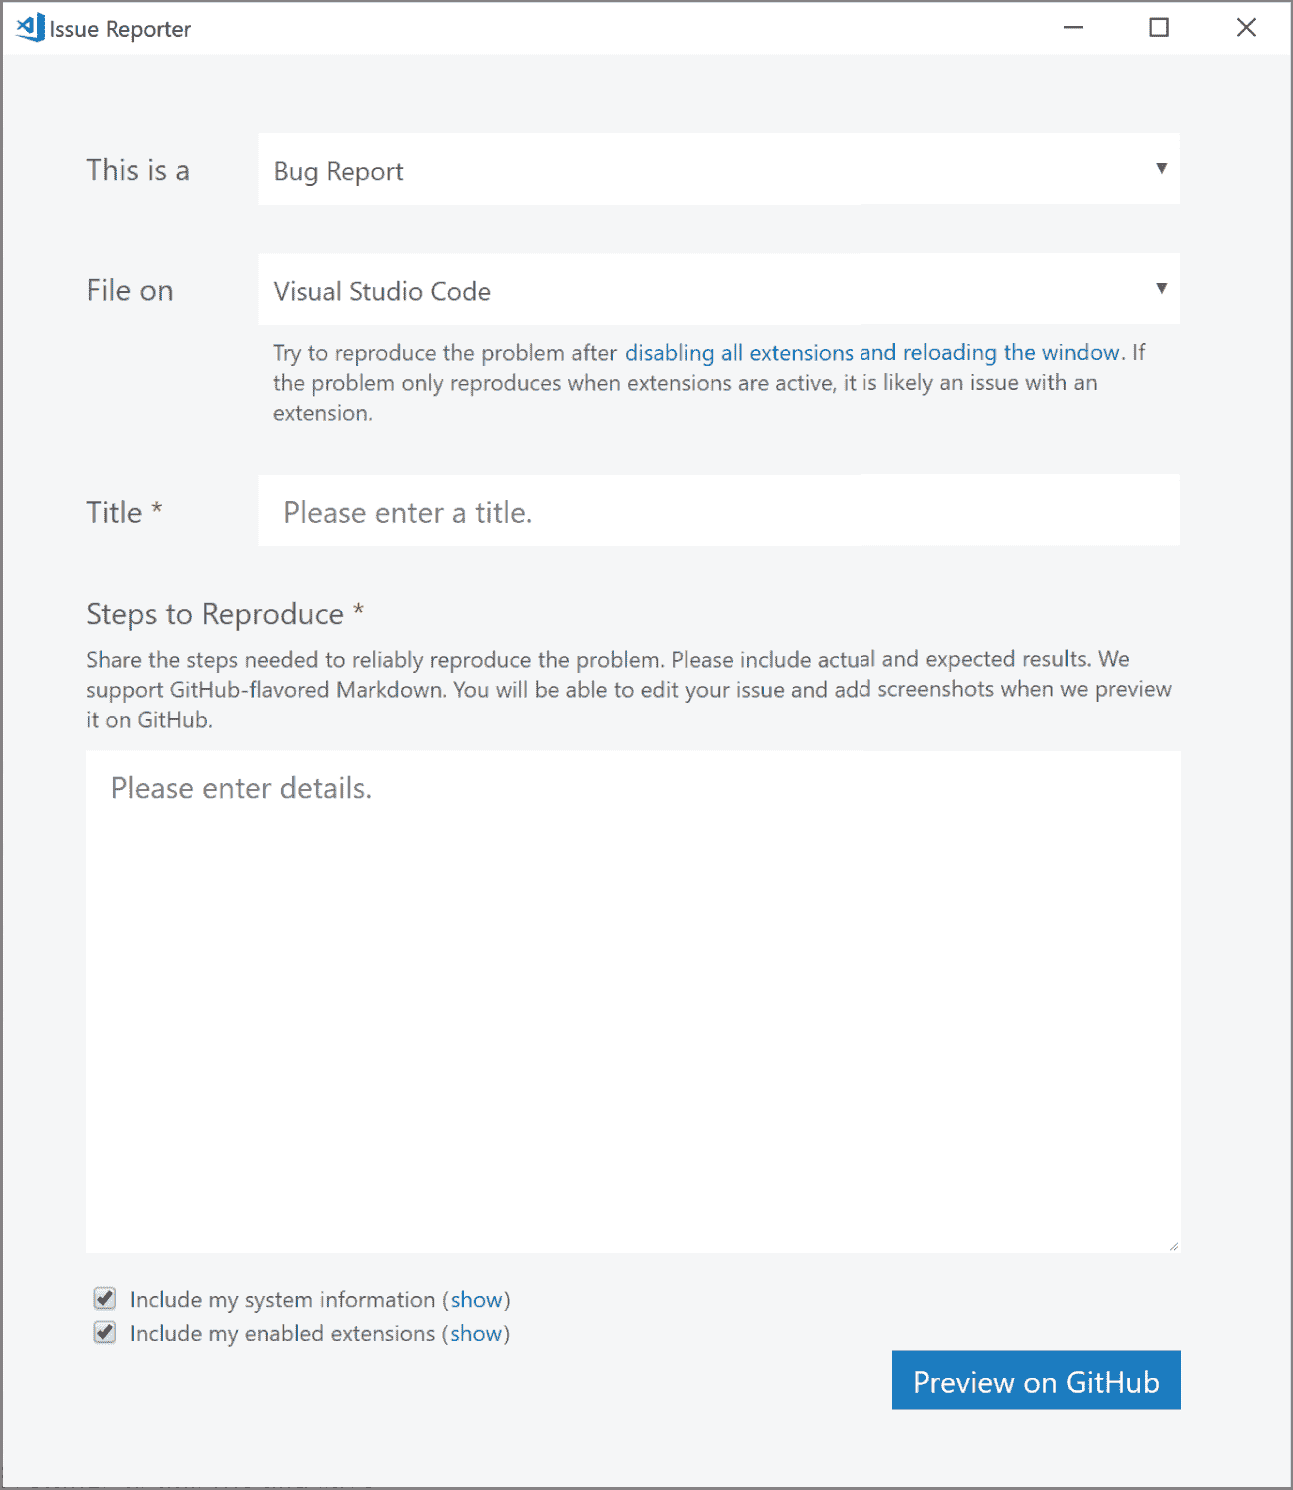 Issue Reporter
This is a
Bug Report
File on
Visual Studio Code
Try to reproduce the problem after disabling all extensions and reloading the window. If
the problem only reproduces when extensions are active, it is likely an issue with an
extension.
Title *
Please enter a title.
Steps to Reproduce *
Share the steps needed to reliably reproduce the problem. Please include actual and expected results. We
support GitHub-flavored Markdown. You will be able to edit your issue and add screenshots when we preview
it on GitHub.
Please enter details.
Include my system information (show)
Include my enabled extensions (show)
Preview on GitHub